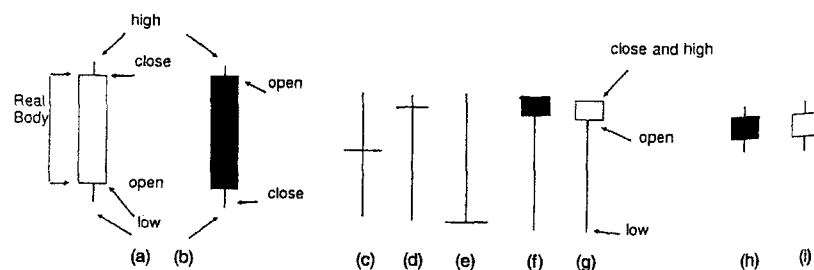 high
close
Real
Body
open
open
low
close
(a) (b)
(c) (d) (e)
close and high
open
low
(f) (g)
(h) (i)